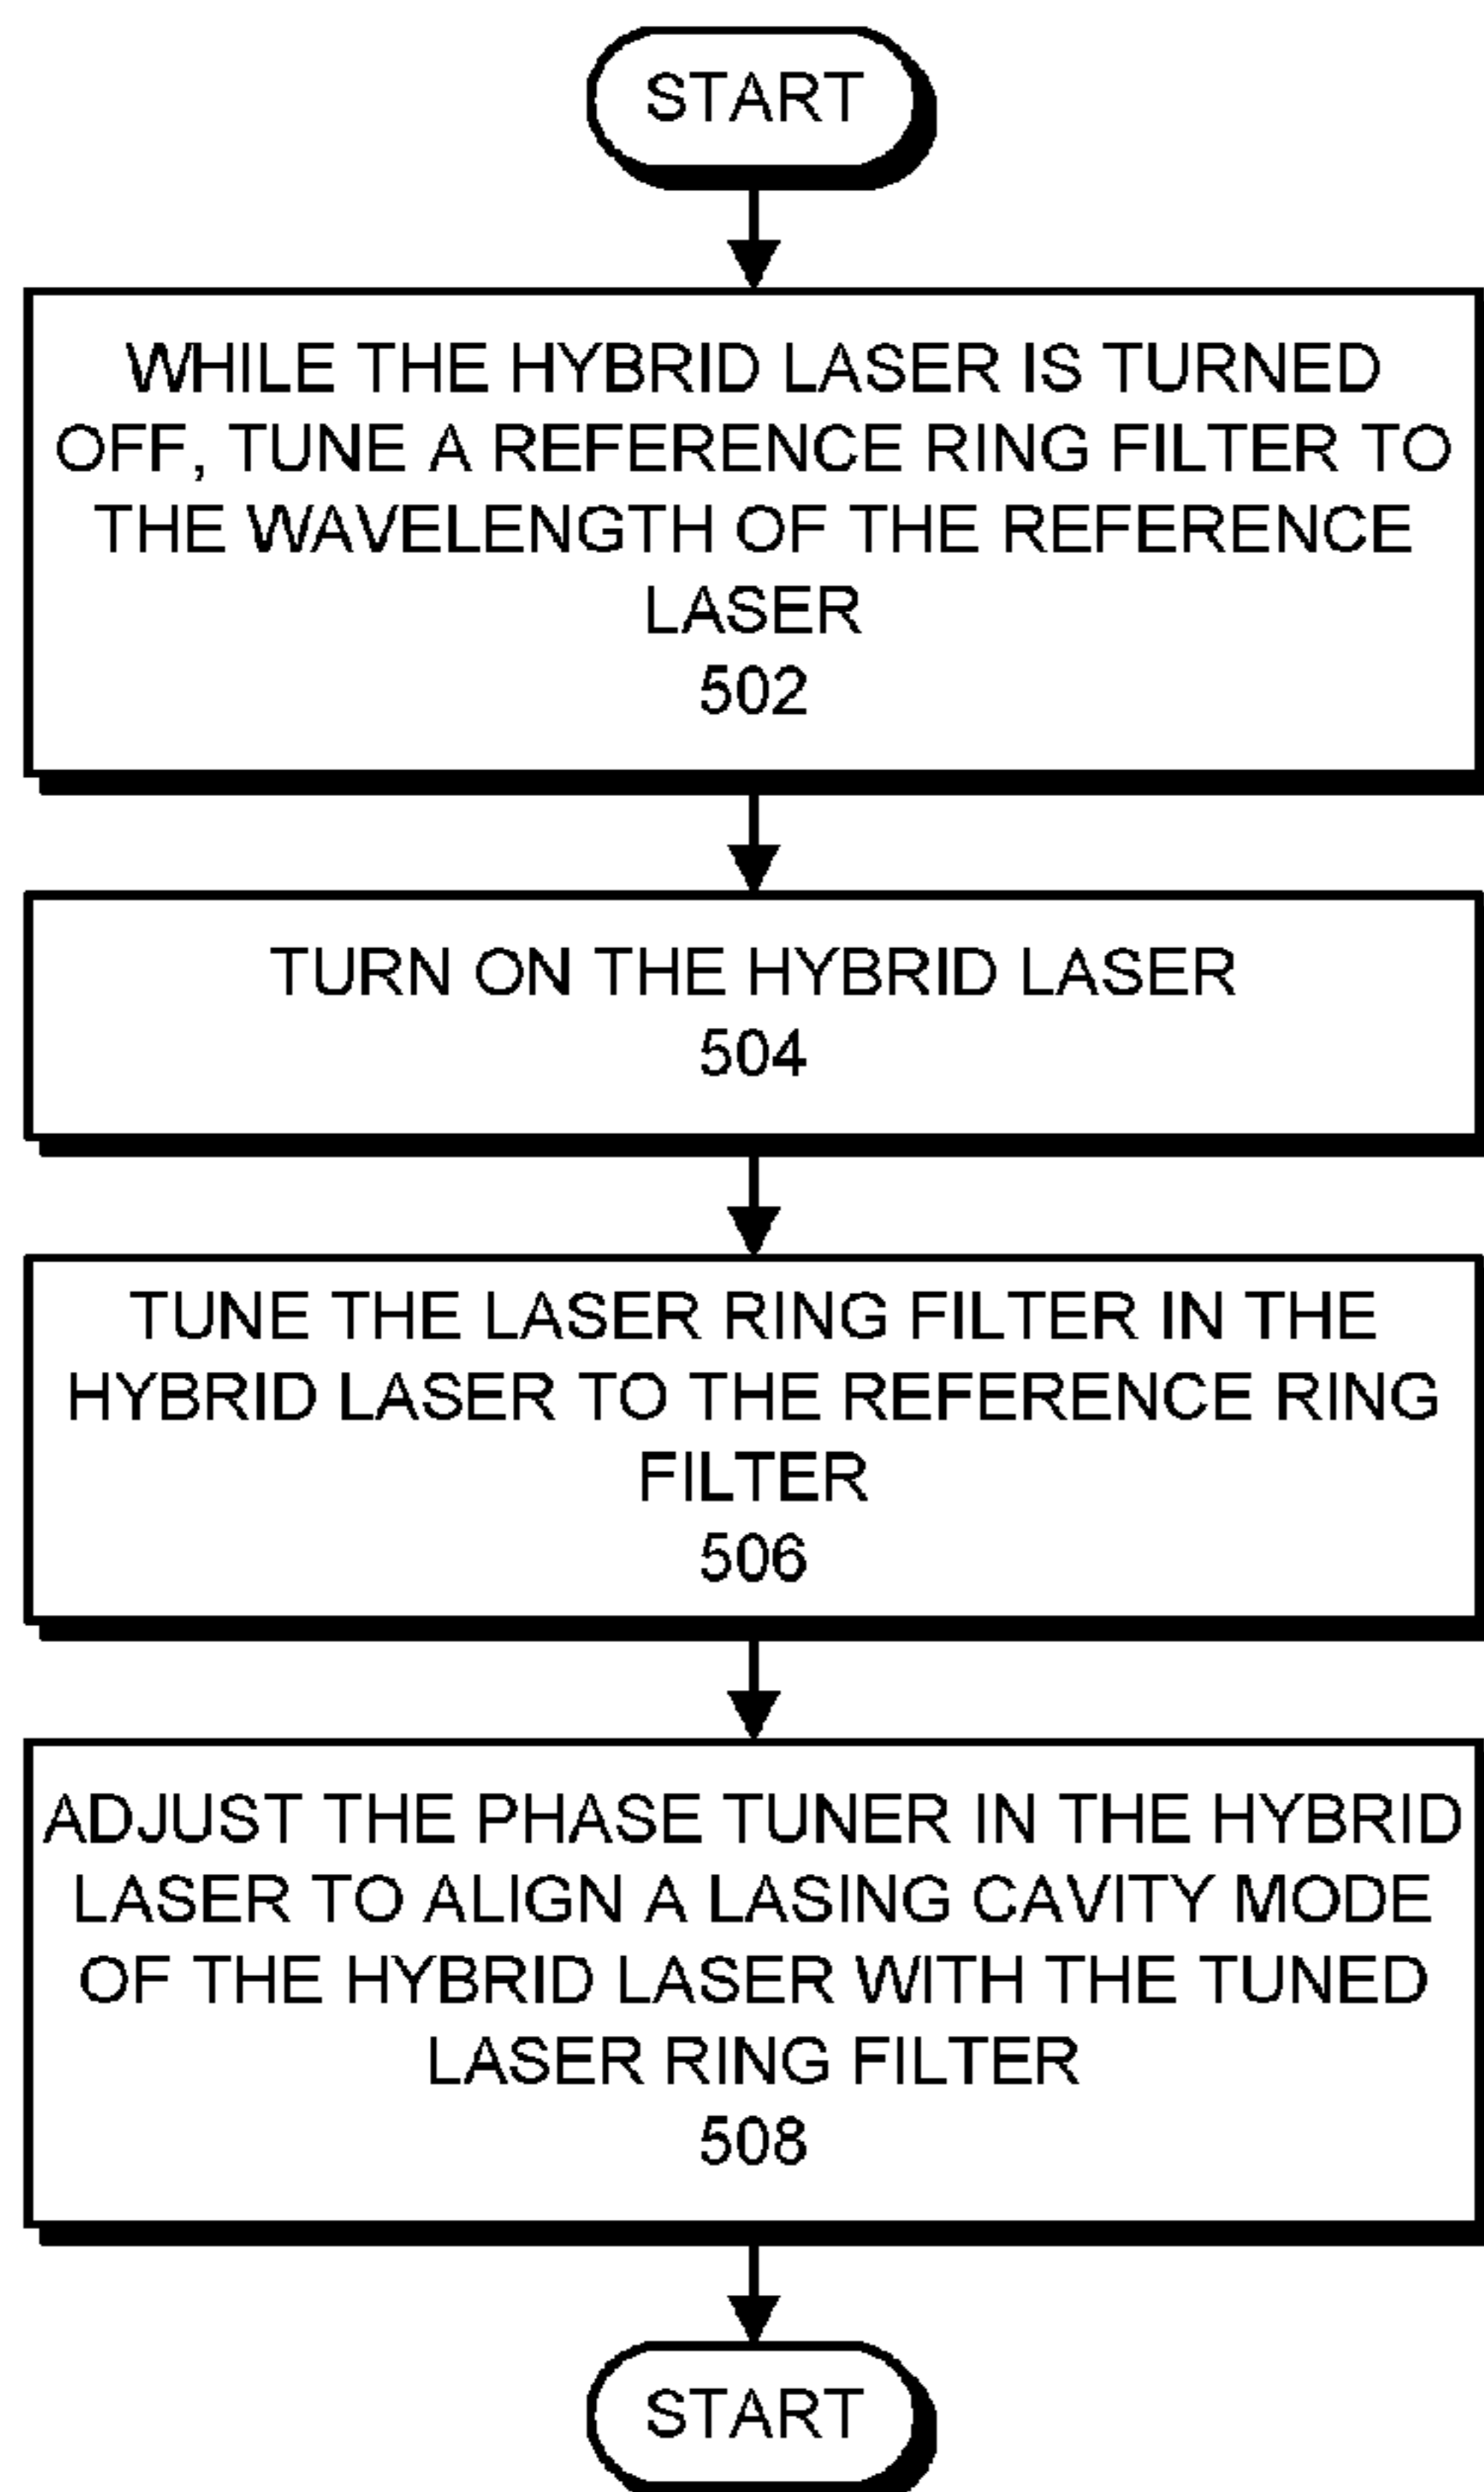 START
WHILE THE HYBRID LASER IS TURNED
OFF, TUNE A REFERENCE RING FILTER TO
THE WAVELENGTH OF THE REFERENCE
LASER
502
TURN ON THE HYBRID LASER
504
TUNE THE LASER RING FILTER IN THE
HYBRID LASER TO THE REFERENCE RING
FILTER
506
ADJUST THE PHASE TUNER IN THE HYBRID
LASER TO ALIGN A LASING CAVITY MODE
OF THE HYBRID LASER WITH THE TUNED
LASER RING FILTER
508
START